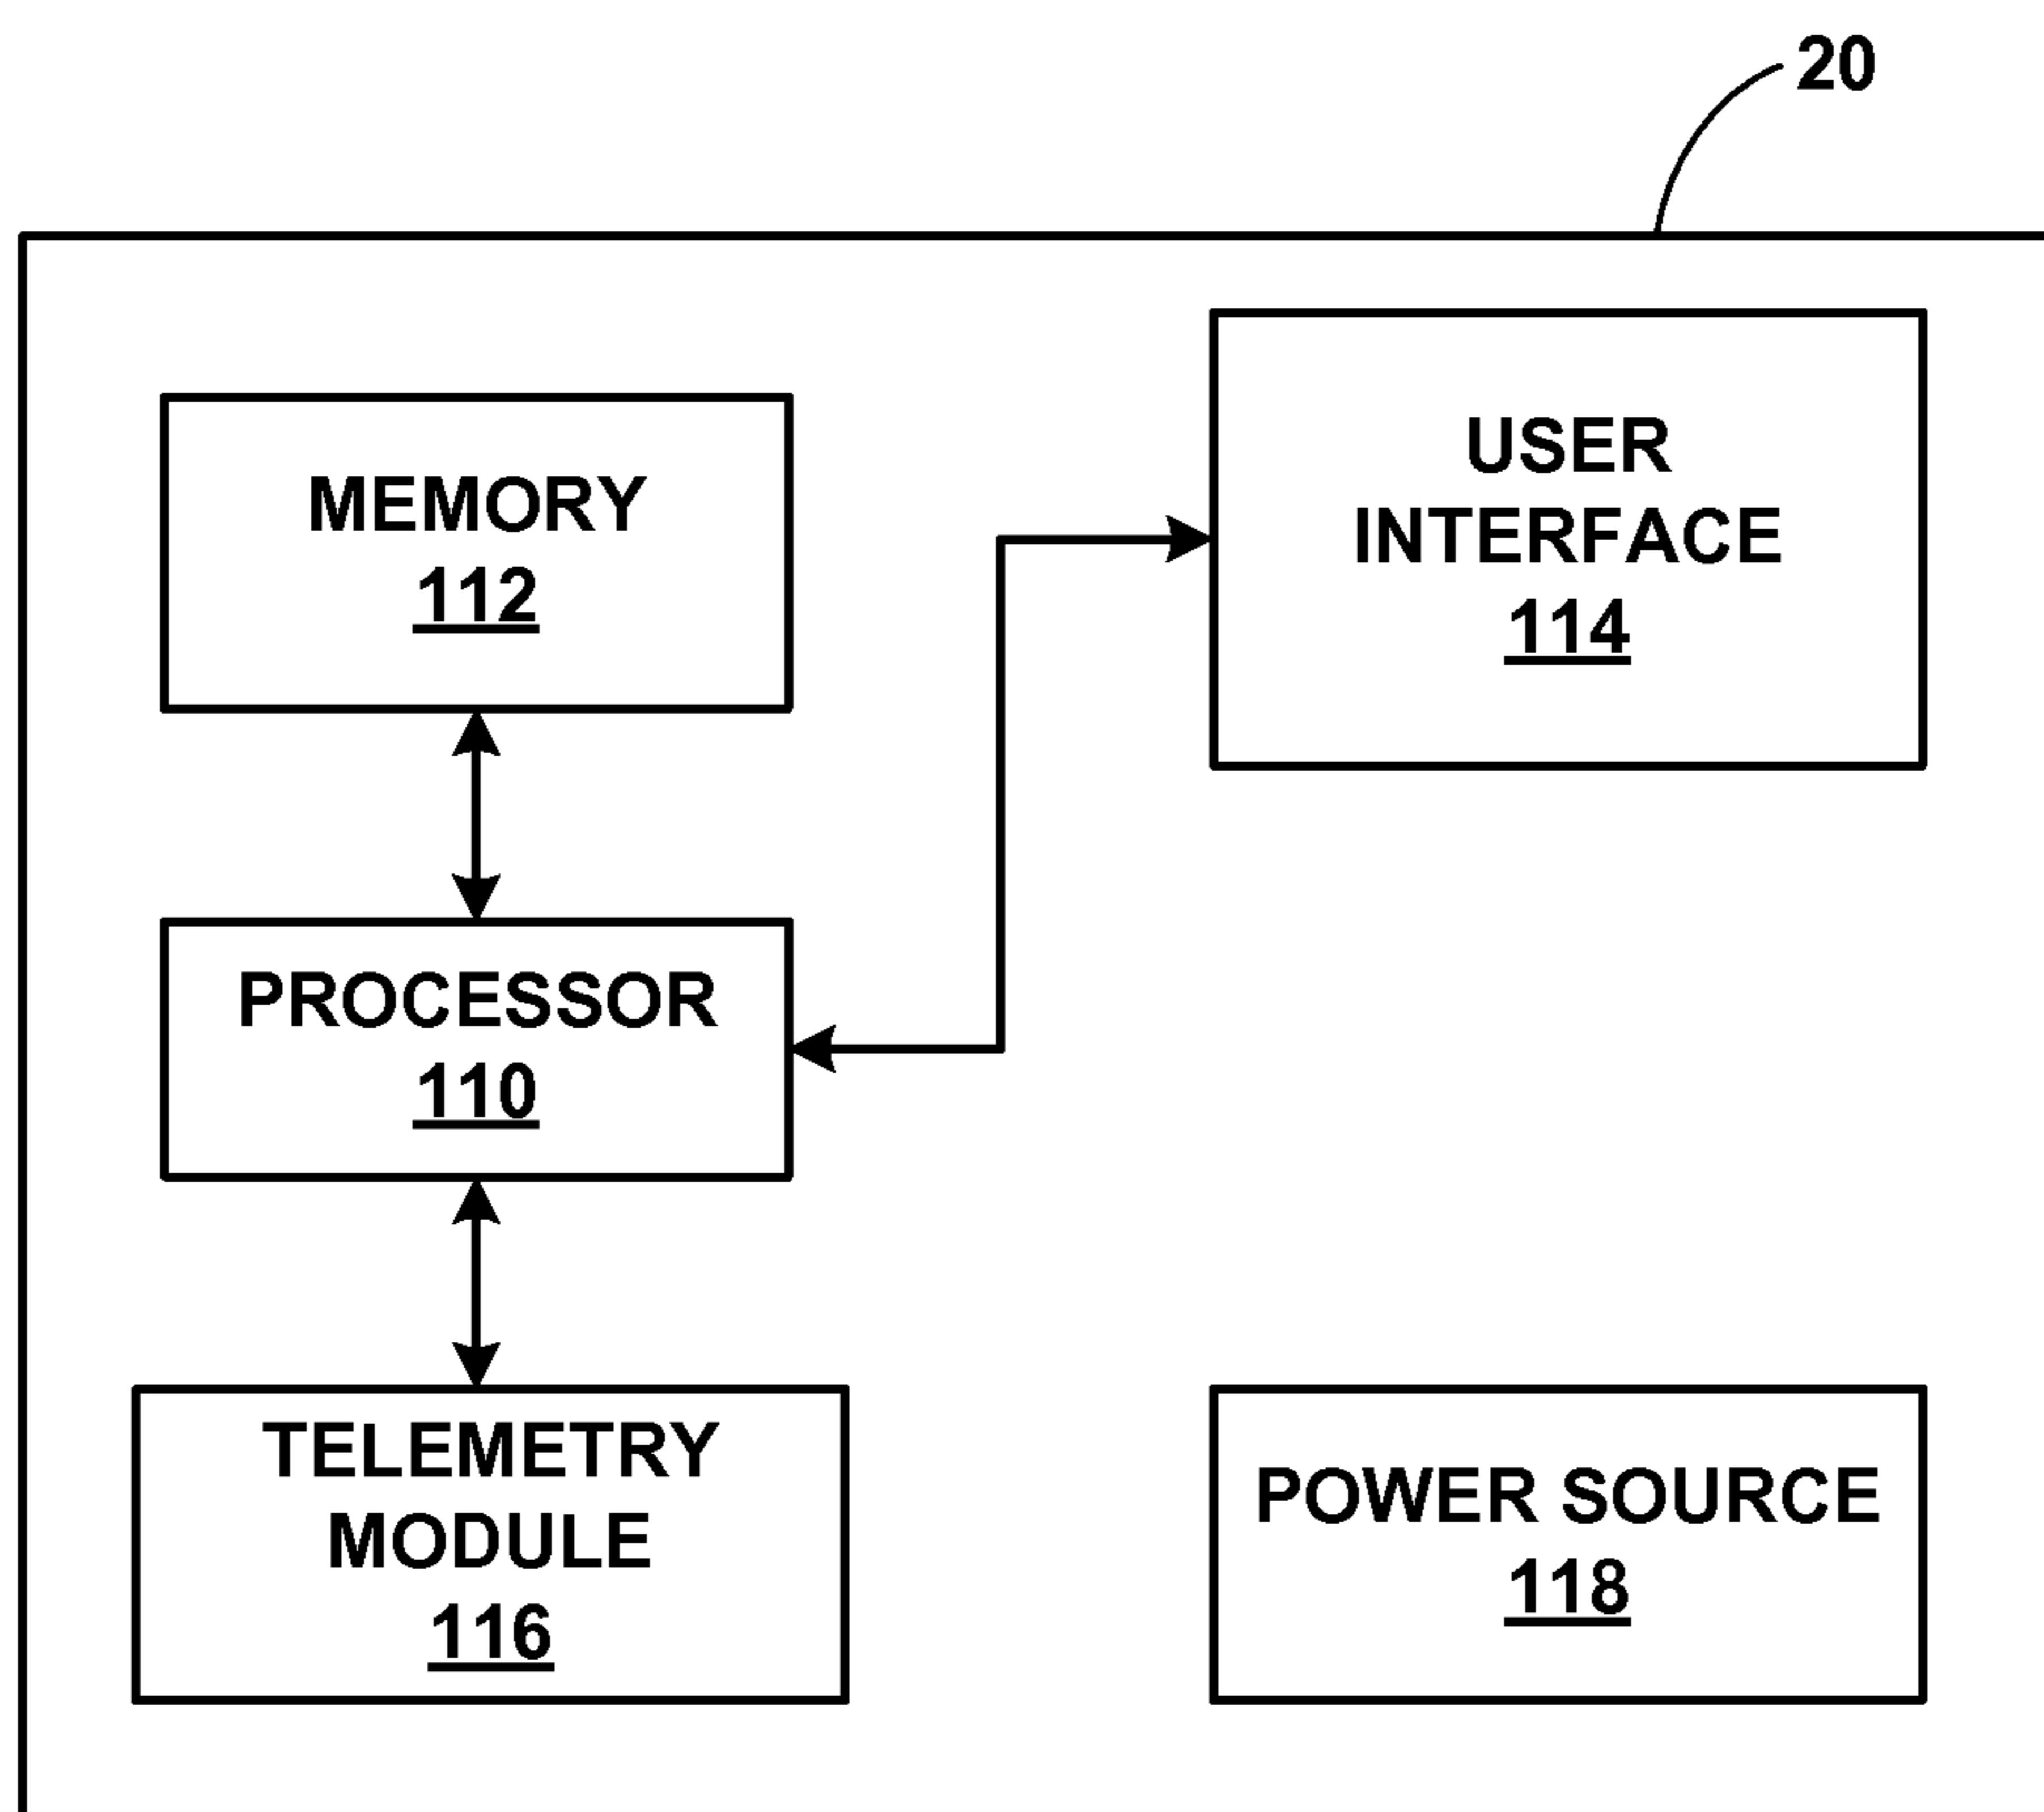 20
MEMORY
112
USER
INTERFACE
114
PROCESSOR
110
TELEMETRY
MODULE
116
POWER SOURCE
118